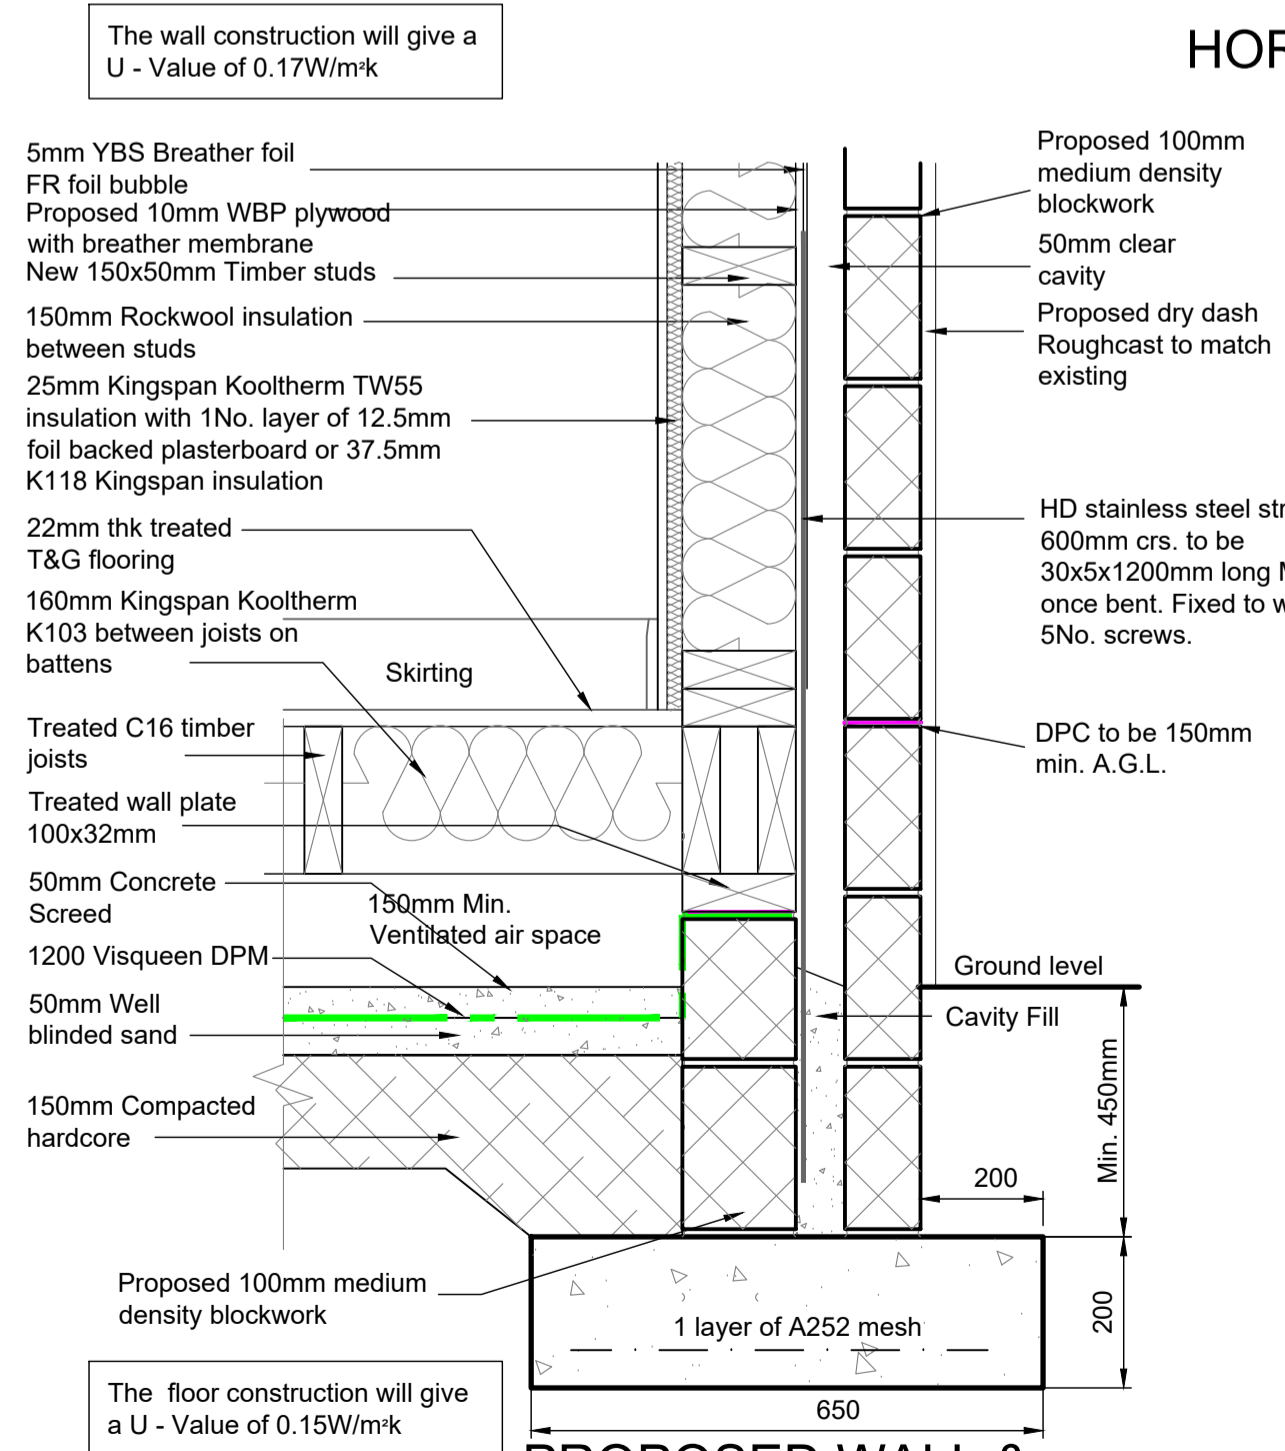 The wall construction will give a
U - Value of 0.17W/m²k
HOR
5mm YBS Breather foil
FR foil bubble
Proposed 10mm WBP plywood
with breather membrane
New 150x50mm Timber studs
150mm Rockwool insulation
between studs
25mm Kingspan Kooltherm TW55
insulation with 1No. layer of 12.5mm
foil backed plasterboard or 37.5mm
K118 Kingspan insulation
22mm thk treated
T&G flooring
160mm Kingspan Kooltherm
K103 between joists on
battens
Skirting
Treated C16 timber
joists
Treated wall plate
100x32mm
50mm Concrete
Screed
150mm Min.
Ventilated air space
1200 Visqueen DPM
50mm Well
blinded sand
150mm Compacted
hardcore
Proposed 100mm medium
density blockwork
Proposed 100mm
medium density
blockwork
50mm clear
cavity
Proposed dry dash
Roughcast to match
existing
HD stainless steel str
600mm crs. to be
30x5x1200mm long
once bent. Fixed to
5No. screws.
DPC to be 150mm
min. A.G.L.
Ground level
Cavity Fill
Min. 450mm
200
200
1 layer of A252 mesh
650
The floor construction will give
a U - Value of 0.15W/m²k
PROPOSED WALL &